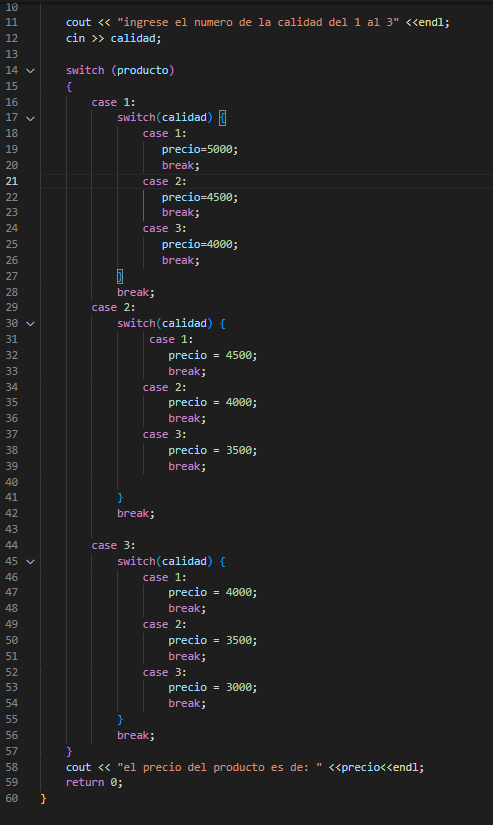 10
11 cout << "ingrese el numero de la calidad del 1 al 3" <<endl;
12 cin >> calidad;
13
14 switch (producto)
15 {
16 case 1:
17 switch(calidad) {
18 case 1:
19 precio=5000;
20 break;
21 case 2:
22 precio=4500;
23 break;
24 case 3:
25 precio=4000;
26 break;
27 }
28 break;
29 case 2:
30 switch(calidad) {
31 case 1:
32 precio = 4500;
33 break;
34 case 2:
35 precio = 4000;
36 break;
37 case 3:
38 precio = 3500;
39 break;
40
41 }
42 break;
43
44 case 3:
45 switch(calidad) {
46 case 1:
47 precio = 4000;
48 break;
49 case 2:
50 precio = 3500;
51 break;
52 case 3:
53 precio = 3000;
54 break;
55 }
56 break;
57 }
58 cout << "el precio del producto es de: " <<precio<<endl;
59 return 0;
60 }